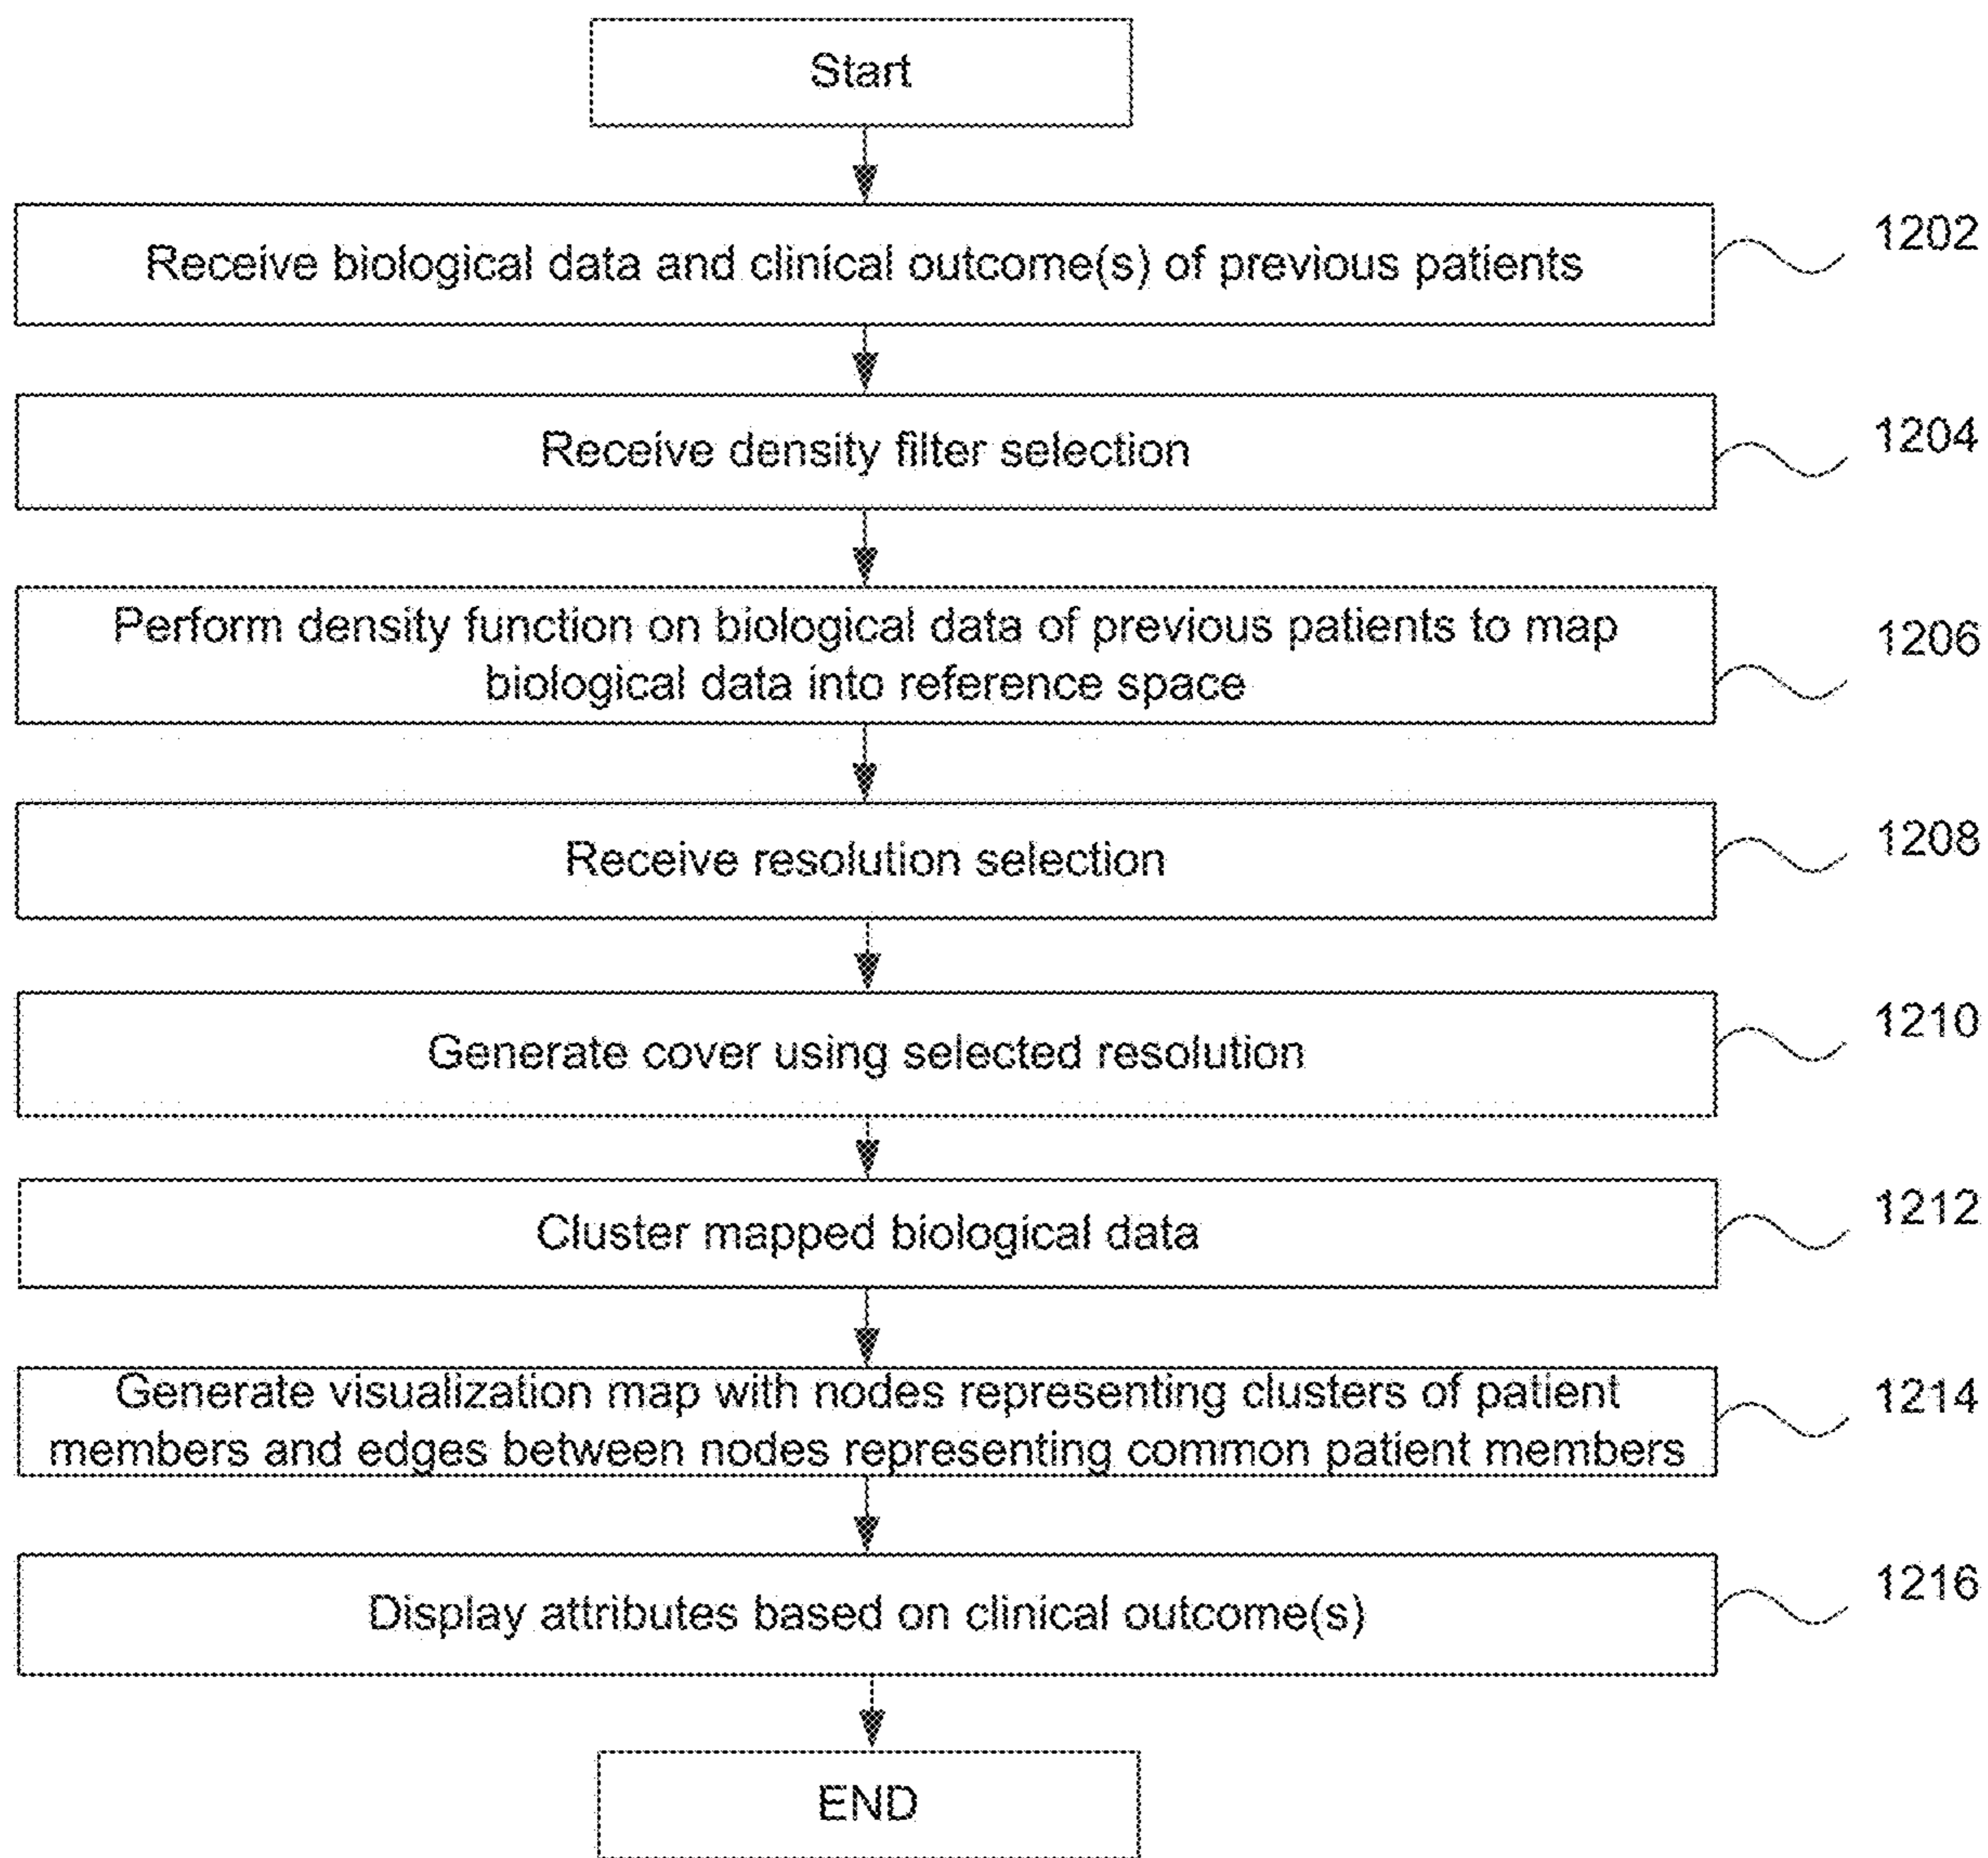 Start
Receive biological data and clinical outcome(s) of previous patients
1202
Receive density filter selection
1204
Perform density function on biological data of previous patients to map
biological data into reference space
1206
Receive resolution selection
1208
Generate cover using selected resolution
1210
Cluster mapped biological data
1212
Generate visualization map with nodes representing clusters of patient
members and edges between nodes representing common patient members
1214
Display attributes based on clinical outcome(s)
1216
END